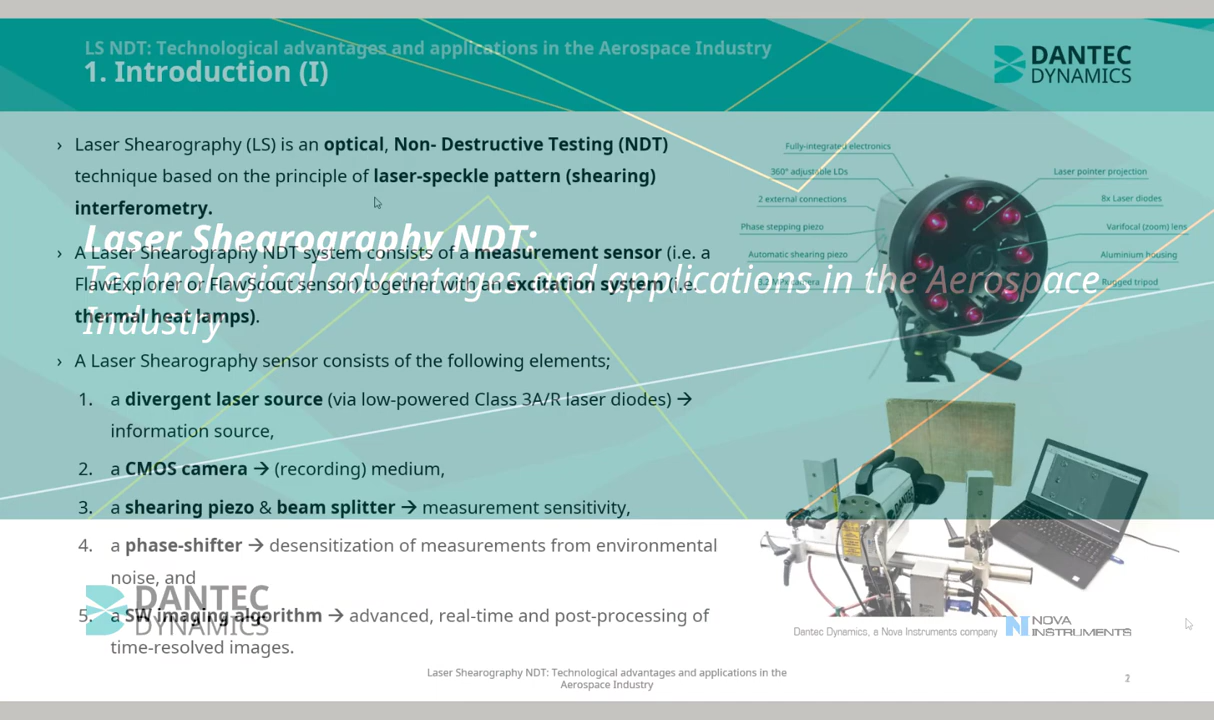 LS NDT: Technological advantages and applications in the Aerospace Industry
1. Introduction (I)
DANTEC
DYNAMICS
› Laser Shearography (LS) is an optical, Non- Destructive Testing (NDT)
technique based on the principle of laser-speckle pattern (shearing)
interferometry.
Laser Shearography NDT:
Technological advantages and applications in the Aerospace
Industry
› A Laser Shearography NDT system consists of a measurement sensor (i.e. a
FlawExplorer or FlawScout sensor) together with an excitation system (i.e.
thermal heat lamps).
› A Laser Shearography sensor consists of the following elements;
1. a divergent laser source (via low-powered Class 3A/R laser diodes) →
information source,
2. a CMOS camera → (recording) medium,
3. a shearing piezo & beam splitter → measurement sensitivity,
4. a phase-shifter → desensitization of measurements from environmental
noise, and
5. a SW imaging algorithm → advanced, real-time and post-processing of
time-resolved images.
Fully-integrated electronics
360° adjustable LDs
2 external connections
Phase stepping piezo
Automatic shearing piezo
3.2 MPx camera
Laser pointer projection
8x Laser diodes
Varifocal (zoom) lens
Aluminium housing
Rugged tripod
DANTEC
DYNAMICS
Dantec Dynamics, a Nova Instruments company
NOVA
INSTRUMENTS
Laser Shearography NDT: Technological advantages and applications in the
Aerospace Industry